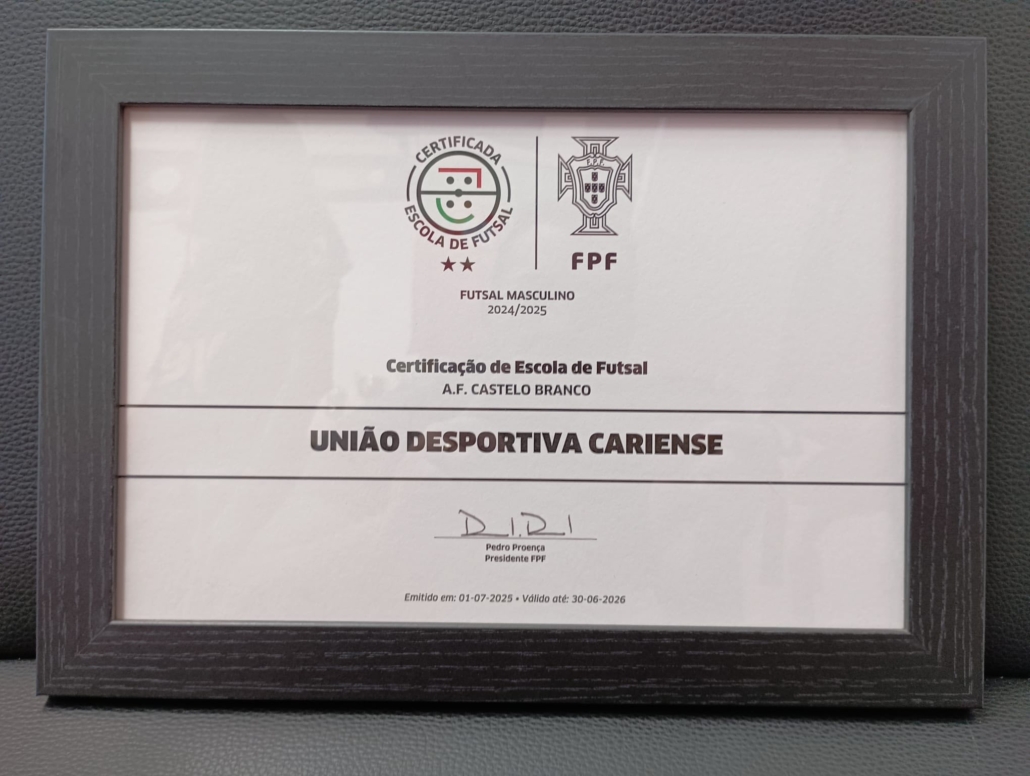 CERTIFICADA
ESCOLA DE FUTSAL
FPF
FPF
FUTSAL MASCULINO
2024/2025
Certificação de Escola de Futsal
A.F. CASTELO BRANCO
UNIÃO DESPORTIVA CARIENSE
Pedro Proença
Presidente FPF
Emitido em: 01-07-2025 • Válido até: 30-06-2026